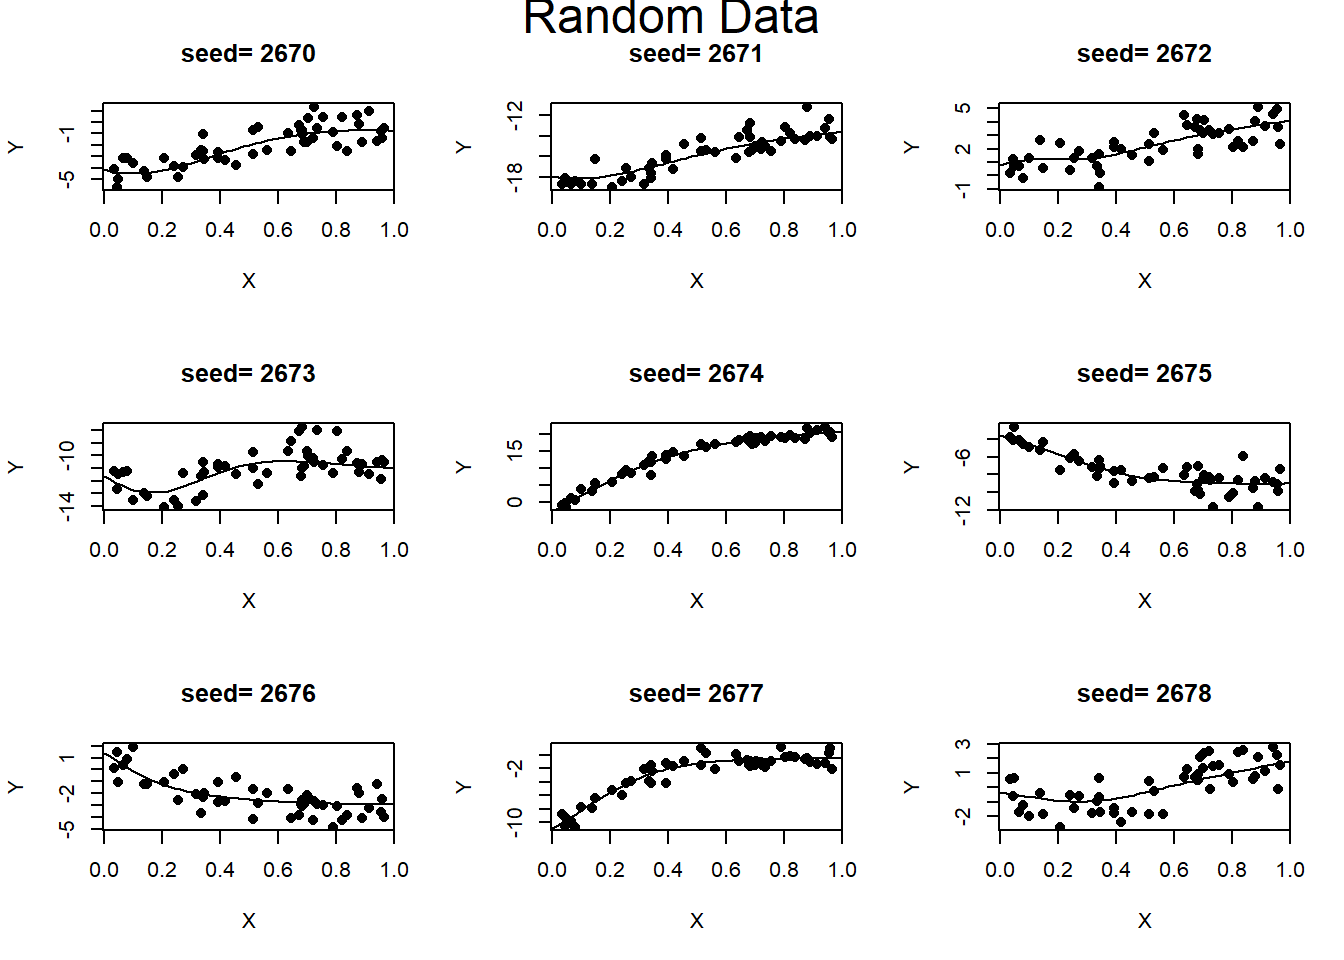 Random Data
seed= 2670
Y
-1
-5
0.0 0.2 0.4 0.6 0.8 1.0
X
seed= 2671
Y
-12
-18
0.0 0.2 0.4 0.6 0.8 1.0
X
seed= 2672
Y
5
2
-1
0.0 0.2 0.4 0.6 0.8 1.0
X
seed= 2673
Y
-10
-14
0.0 0.2 0.4 0.6 0.8 1.0
X
seed= 2674
Y
15
0
0.0 0.2 0.4 0.6 0.8 1.0
X
seed= 2675
Y
-6
-12
0.0 0.2 0.4 0.6 0.8 1.0
X
seed= 2676
Y
1
-2
-5
0.0 0.2 0.4 0.6 0.8 1.0
X
seed= 2677
Y
-2
-10
0.0 0.2 0.4 0.6 0.8 1.0
X
seed= 2678
Y
3
1
-2
0.0 0.2 0.4 0.6 0.8 1.0
X